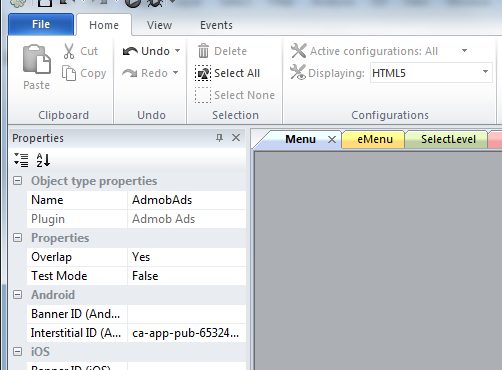 File Home View Events
Cut Undo Delete Active configurations: All
Copy Redo Select All Displaying: HTML5
Paste Select None
Clipboard Undo Selection Configurations
Properties Menu eMenu SelectLevel
Object type properties
Name AdmobAds
Plugin Admob Ads
Properties
Overlap Yes
Test Mode False
Android
Banner ID (And...
Interstitial ID (A... ca-app-pub-65324...
iOS
Banner ID (iOS)